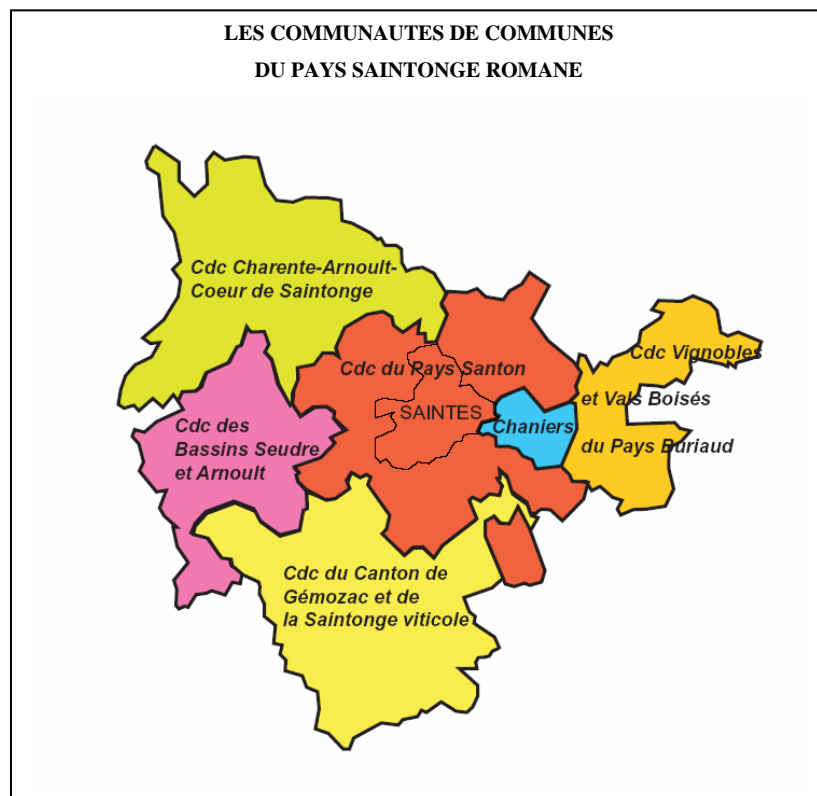 LES COMMUNAUTES DE COMMUNES
DU PAYS SAINTONGE ROMANE
Cdc Charente-Arnoult-
Coeur de Saintonge
Cdc du Pays Santon
SAINTES
Chaniers
Cdc Vignobles
et Vals Boisés
du Pays Buriaud
Cdc des
Bassins Seudre
et Arnoult
Cdc du Canton de
Gémozac et de
la Saintonge viticole